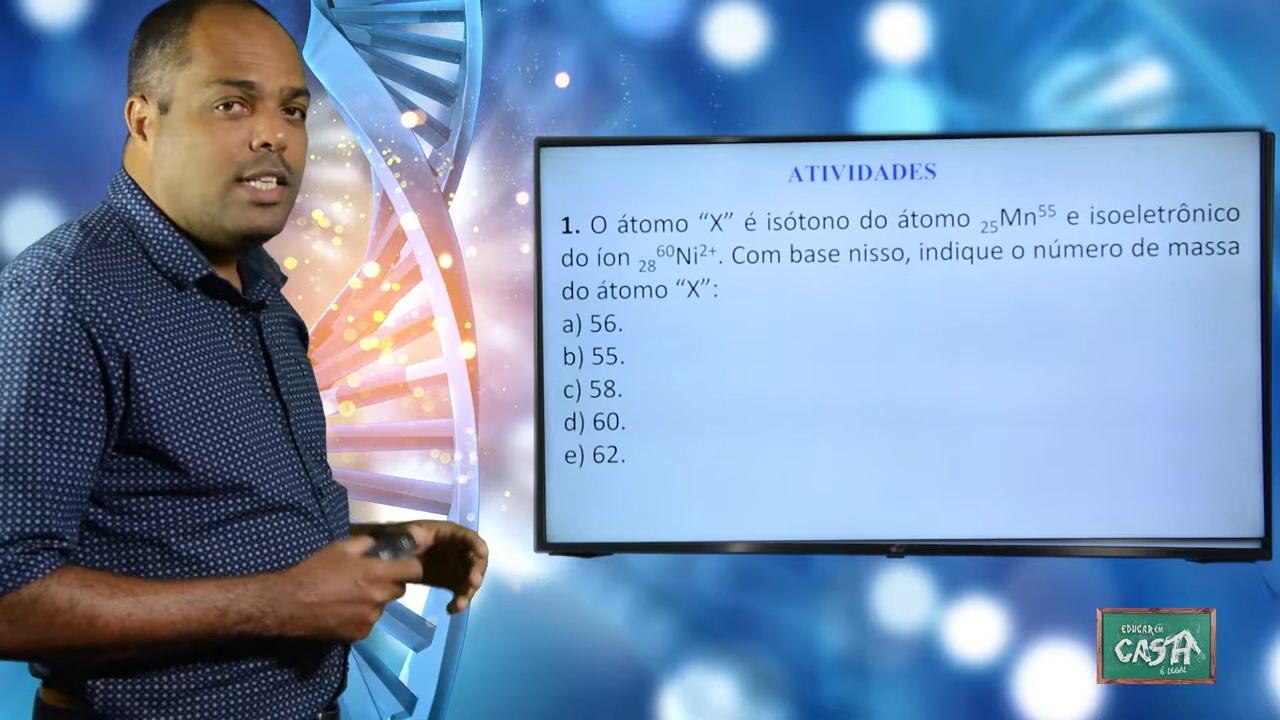 ATIVIDADES
1. O átomo “X” é isótono do átomo ₂₅Mn⁵⁵ e isoeletrônico
do íon ₂₈⁶⁰Ni²⁺. Com base nisso, indique o número de massa
do átomo “X”:
a) 56.
b) 55.
c) 58.
d) 60.
e) 62.
EDUCAR EM
CASA
É LEGAL